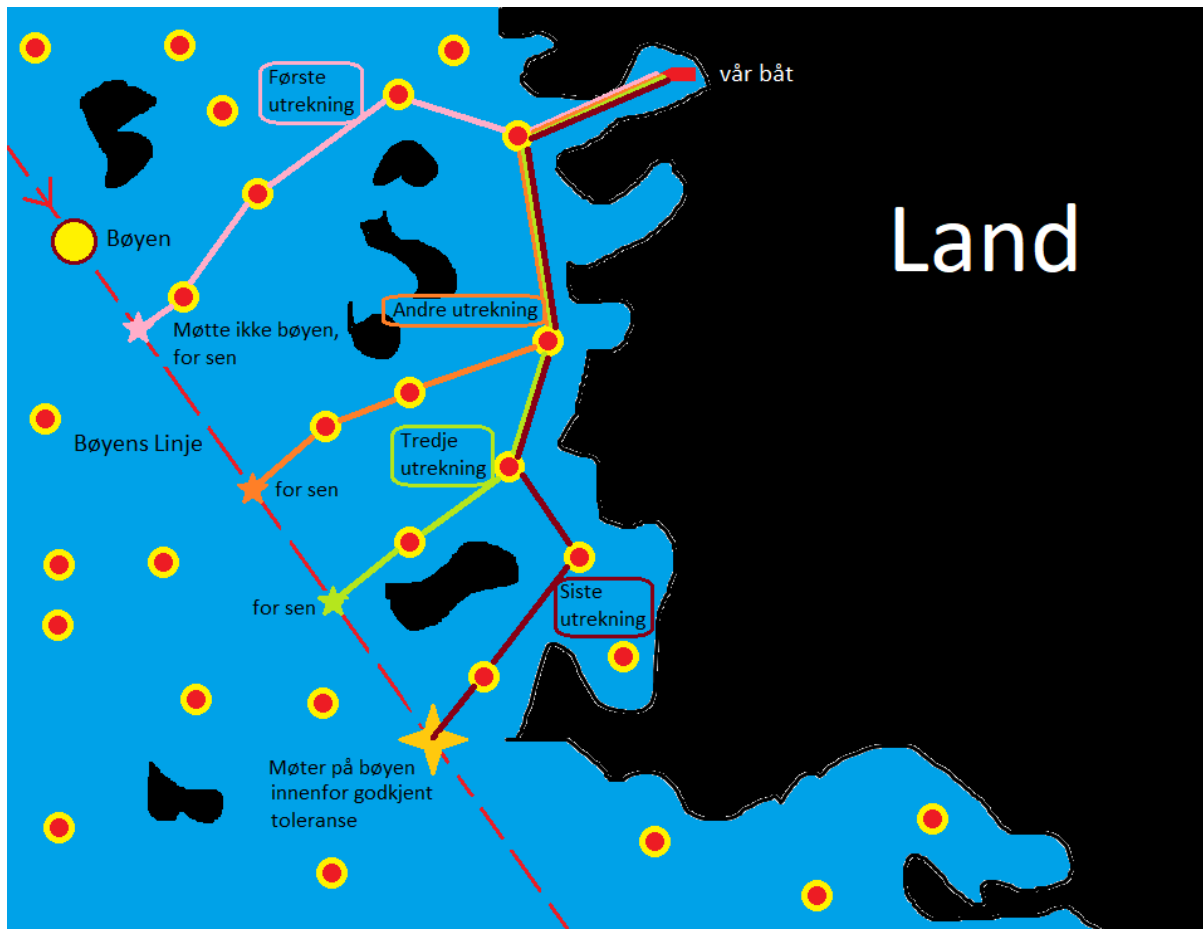 Første
utrekning
vår båt
Land
Bøyen
Andre utrekning
Møtte ikke bøyen,
for sen
Bøyens Linje
Tredje
utrekning
for sen
for sen
Siste
utrekning
Møter på bøyen
innenfor godkjent
toleranse